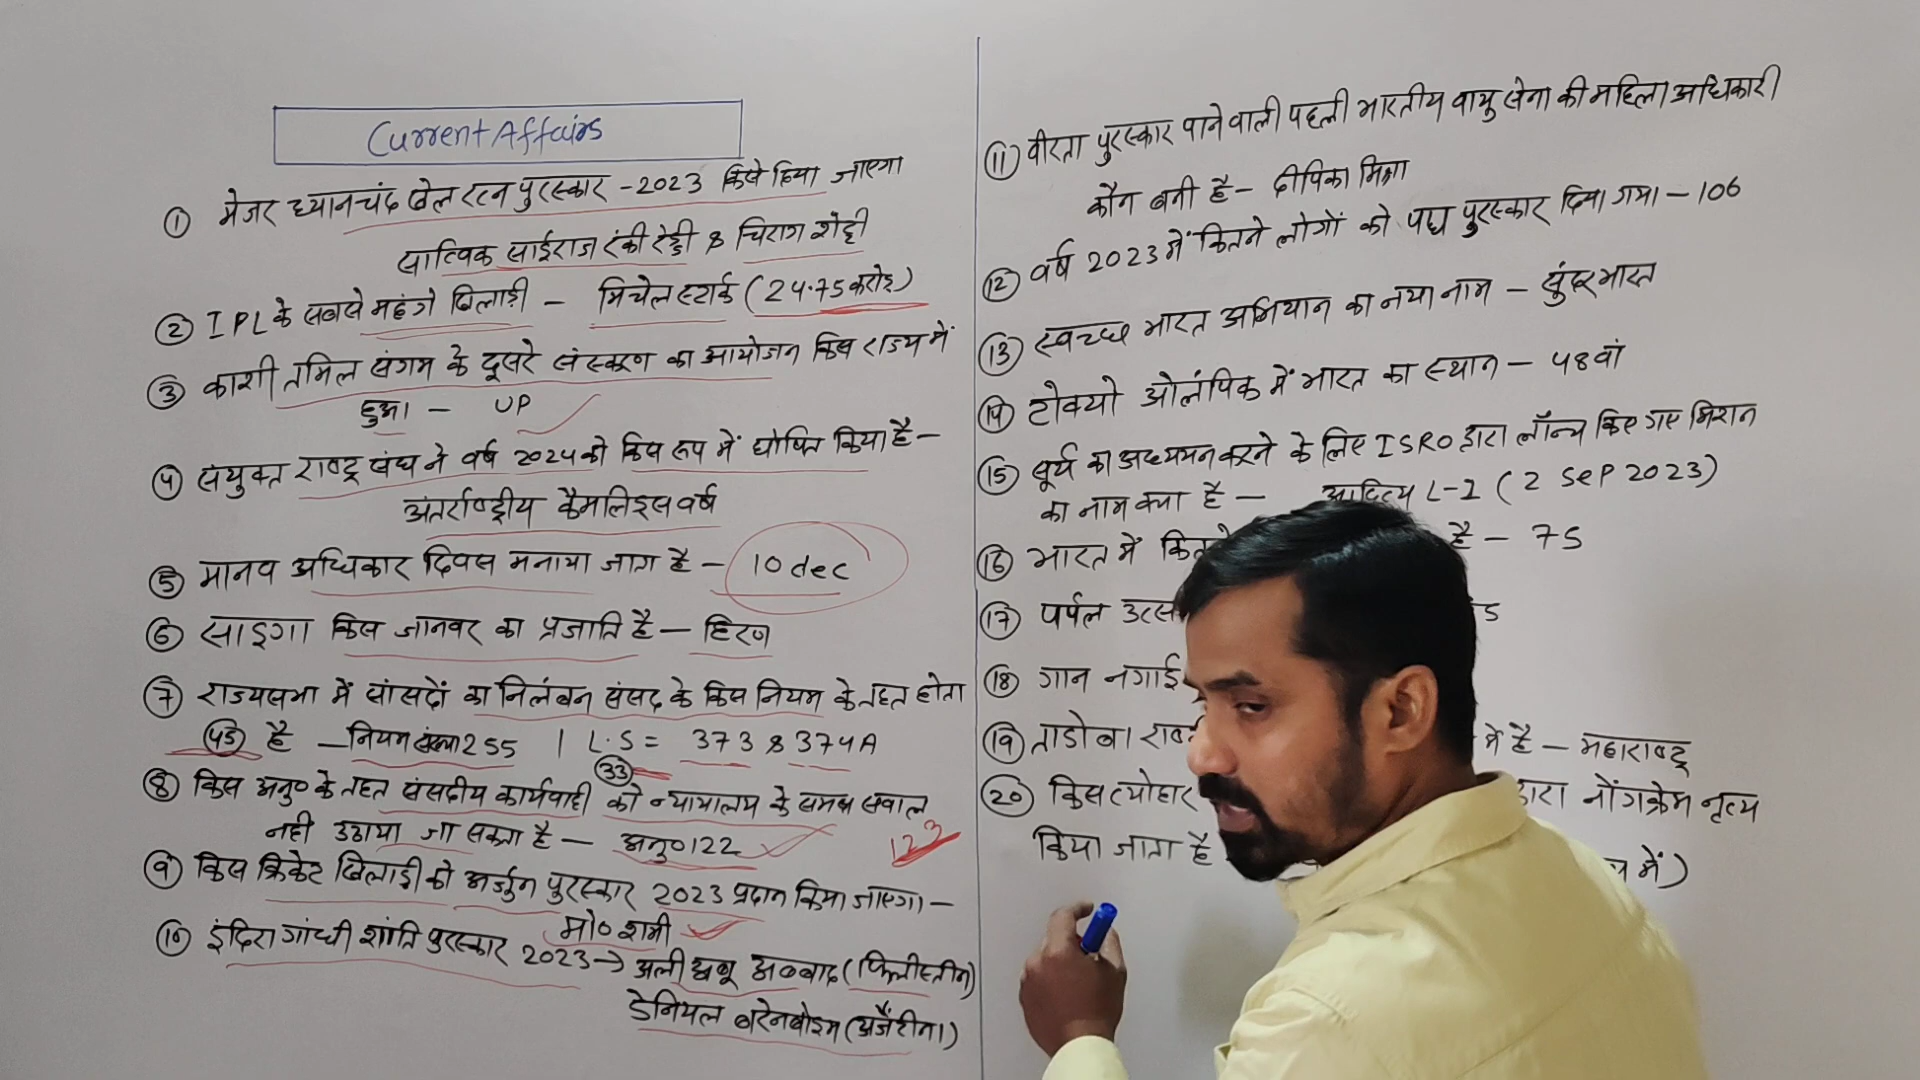 Current Affairs
① मेजर ध्यानचंद खेल रत्न पुरस्कार -2023 किसे दिया जाएगा
सात्विक साईराज रंकी रेड्डी & चिराग शेट्टी
② IPL के सबसे महंगे खिलाड़ी – मिचेल स्टार्क (24.75 करोड़)
③ काशी तमिल संगम के दूसरे संस्करण का आयोजन किस राज्य में
हुआ – UP
④ संयुक्त राष्ट्र संघ ने वर्ष 2024 को किस रूप में घोषित किया है –
अंतर्राष्ट्रीय कैमलिड्स वर्ष
⑤ मानव अधिकार दिवस मनाया जाता है – 10 dec
⑥ साइगा किस जानवर का प्रजाति है – हिरण
⑦ राज्यसभा में सांसदों का निलंबन संसद के किस नियम के तहत होता
45 है – नियम संख्या 255 | L.S = 373 & 374A
33
⑧ किस अनु० के तहत संसदीय कार्यवाही को न्यायालय के समक्ष सवाल
नही उठाया जा सकता है – अनु० 122
123
⑨ किस क्रिकेट खिलाड़ी को अर्जुन पुरस्कार 2023 प्रदान किया जाएगा –
मो० शमी
⑩ इंदिरा गांधी शांति पुरस्कार 2023 → अली अबू अव्वाद (फिलीस्तीन)
डेनियल बरेनबोइम (अर्जेंटीना)
⑪ वीरता पुरस्कार पाने वाली पहली भारतीय वायु सेना की महिला अधिकारी
कौन बनी है – दीपिका मिश्रा
⑫ वर्ष 2023 में कितने लोगों को पद्म पुरस्कार दिया गया – 106
⑬ स्वच्छ भारत अभियान का नया नाम – सुंदर भारत
⑭ टोक्यो ओलंपिक में भारत का स्थान – 48वां
⑮ सूर्य का अध्ययन करने के लिए ISRO द्वारा लॉन्च किए गए मिशन
का नाम क्या है – आदित्य L-1 (2 Sep 2023)
⑯ भारत में है – 75
⑰ पर्पल
⑱ गान नगाई
⑲ ताडोबा में है – महाराष्ट्र
⑳ किस त्योहार द्वारा नोंगक्रेम नृत्य
किया जाता है में)